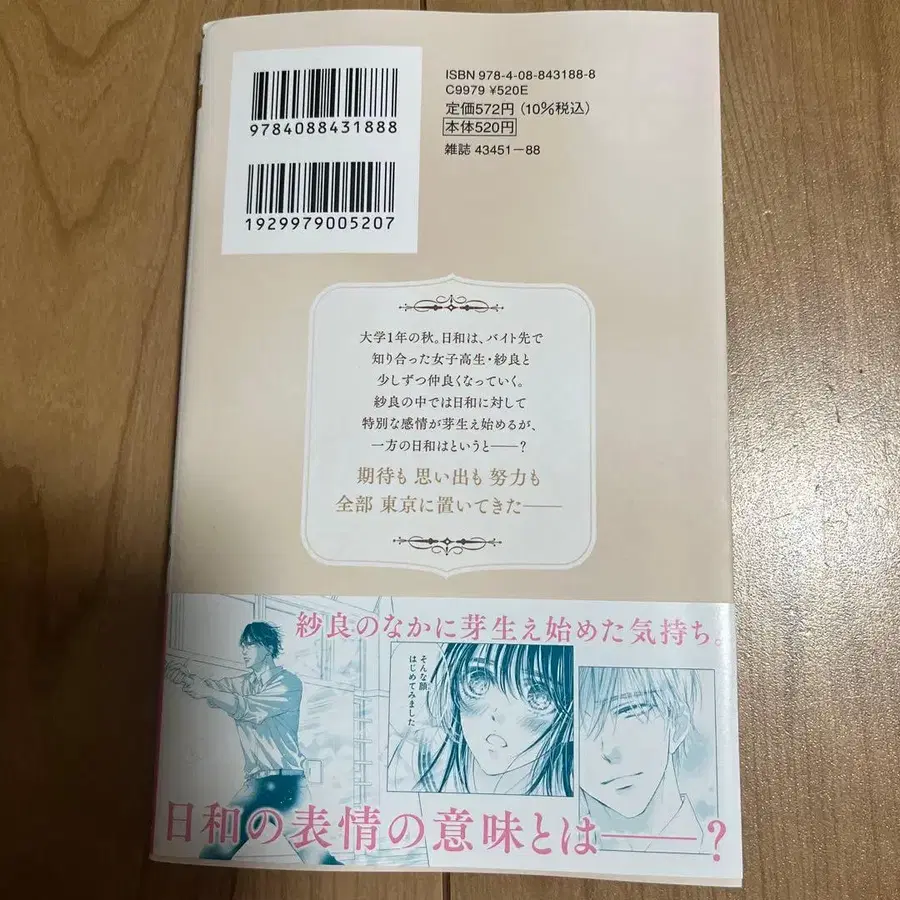 9784088431888
1929979005207
ISBN 978-4-08-843188-8
C9979 ¥520E
定価572円 (10%税込)
本体520円
雑誌 43451-88
大学1年の秋。日和は、バイト先で
知り合った女子高生・紗良と
少しずつ仲良くなっていく。
紗良の中では日和に対して
特別な感情が芽生え始めるが、
一方の日和はというと――?
期待も 思い出も 努力も
全部 東京に置いてきた――
紗良のなかに芽生え始めた気持ち。
そんな顔
はじめてみました
日和の表情の意味とは――?